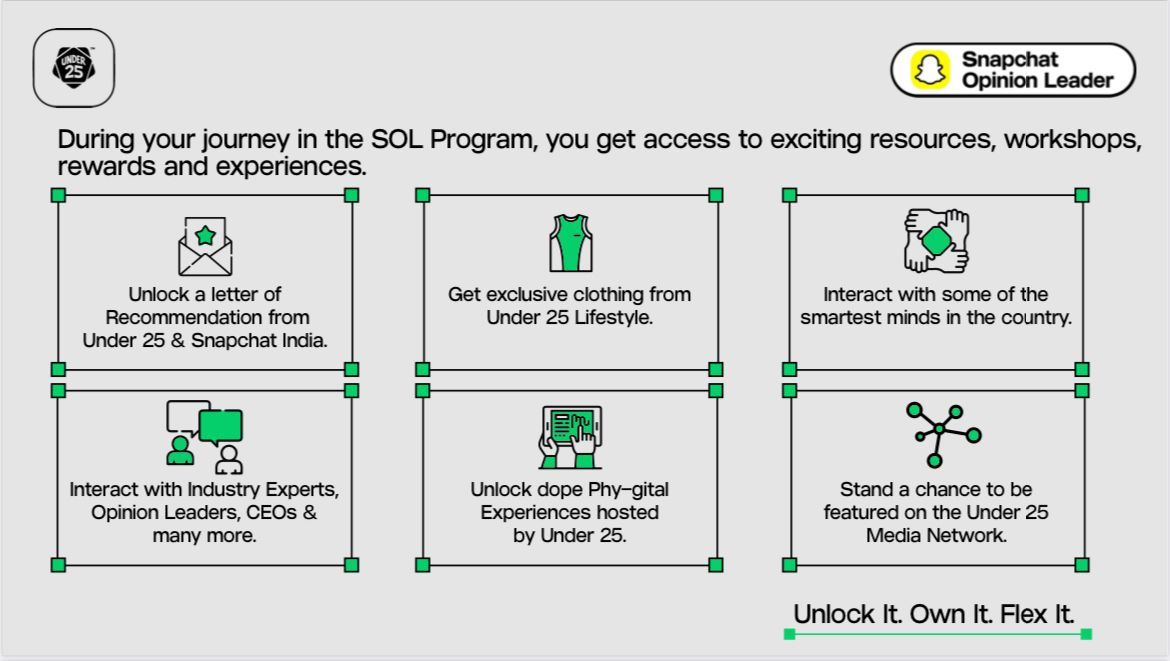 UNDER
25
™
Snapchat
Opinion Leader
During your journey in the SOL Program, you get access to exciting resources, workshops,
rewards and experiences.
Unlock a letter of
Recommendation from
Under 25 & Snapchat India.
Get exclusive clothing from
Under 25 Lifestyle.
Interact with some of the
smartest minds in the country.
Interact with Industry Experts,
Opinion Leaders, CEOs &
many more.
Unlock dope Phy-gital
Experiences hosted
by Under 25.
Stand a chance to be
featured on the Under 25
Media Network.
Unlock It. Own It. Flex It.